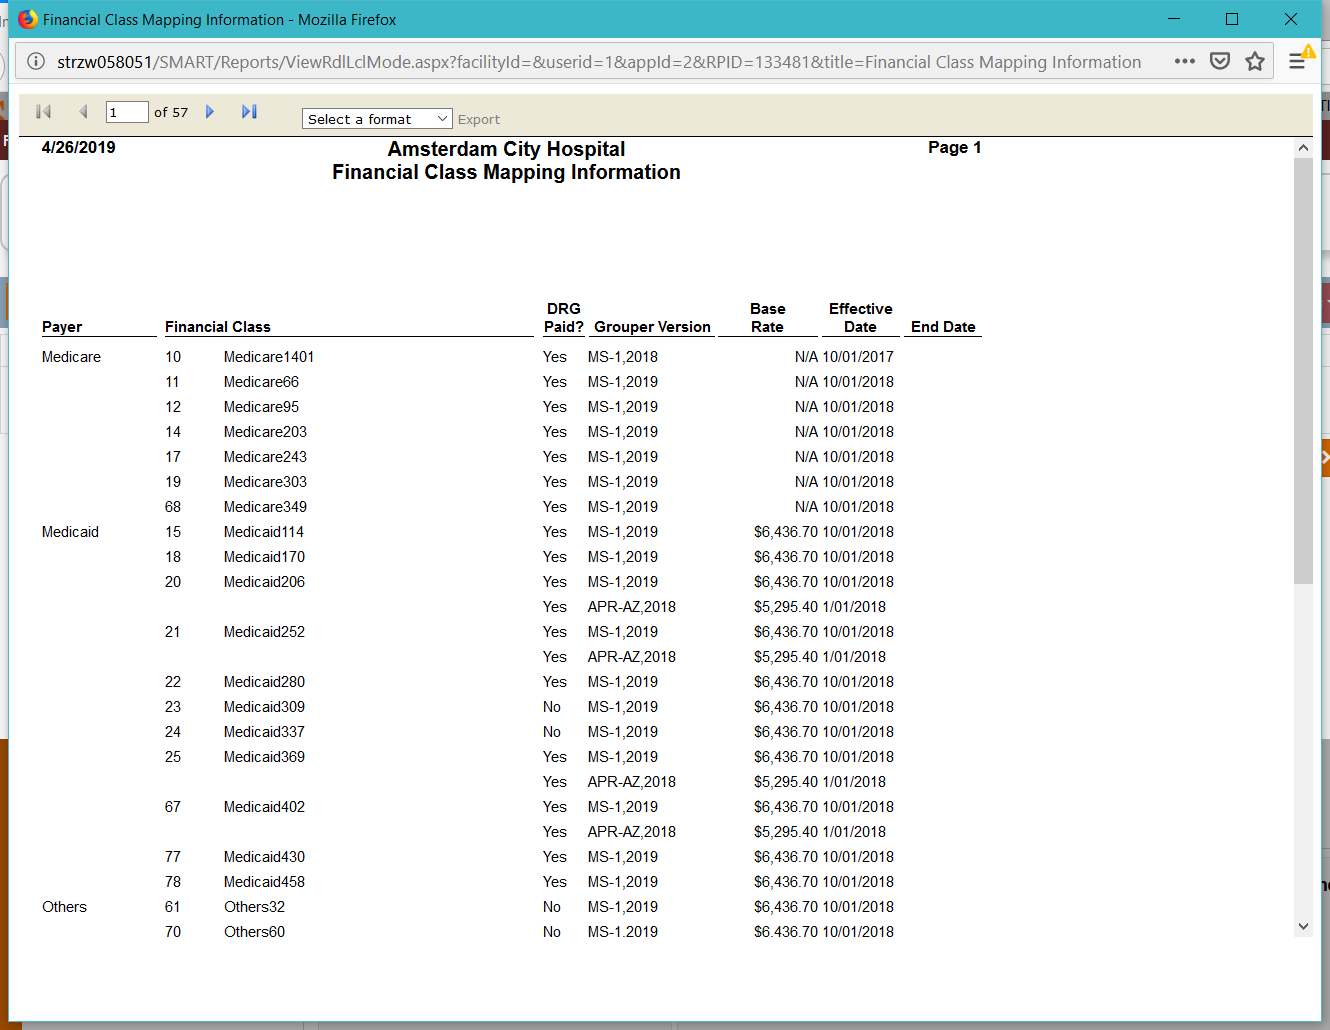 Financial Class Mapping Information - Mozilla Firefox
strzw058051/SMART/Reports/ViewRdlLclMode.aspx?facilityId=&userid=1&appId=2&RPID=133481&title=Financial Class Mapping Information
1 of 57 Select a format Export
4/26/2019 Amsterdam City Hospital Page 1
Financial Class Mapping Information
DRG Base Effective
Payer Financial Class Paid? Grouper Version Rate Date End Date
Medicare 10 Medicare1401 Yes MS-1,2018 N/A 10/01/2017
11 Medicare66 Yes MS-1,2019 N/A 10/01/2018
12 Medicare95 Yes MS-1,2019 N/A 10/01/2018
14 Medicare203 Yes MS-1,2019 N/A 10/01/2018
17 Medicare243 Yes MS-1,2019 N/A 10/01/2018
19 Medicare303 Yes MS-1,2019 N/A 10/01/2018
68 Medicare349 Yes MS-1,2019 N/A 10/01/2018
Medicaid 15 Medicaid114 Yes MS-1,2019 $6,436.70 10/01/2018
18 Medicaid170 Yes MS-1,2019 $6,436.70 10/01/2018
20 Medicaid206 Yes MS-1,2019 $6,436.70 10/01/2018
Yes APR-AZ,2018 $5,295.40 1/01/2018
21 Medicaid252 Yes MS-1,2019 $6,436.70 10/01/2018
Yes APR-AZ,2018 $5,295.40 1/01/2018
22 Medicaid280 Yes MS-1,2019 $6,436.70 10/01/2018
23 Medicaid309 No MS-1,2019 $6,436.70 10/01/2018
24 Medicaid337 No MS-1,2019 $6,436.70 10/01/2018
25 Medicaid369 Yes MS-1,2019 $6,436.70 10/01/2018
Yes APR-AZ,2018 $5,295.40 1/01/2018
67 Medicaid402 Yes MS-1,2019 $6,436.70 10/01/2018
Yes APR-AZ,2018 $5,295.40 1/01/2018
77 Medicaid430 Yes MS-1,2019 $6,436.70 10/01/2018
78 Medicaid458 Yes MS-1,2019 $6,436.70 10/01/2018
Others 61 Others32 No MS-1,2019 $6,436.70 10/01/2018
70 Others60 No MS-1,2019 $6,436.70 10/01/2018